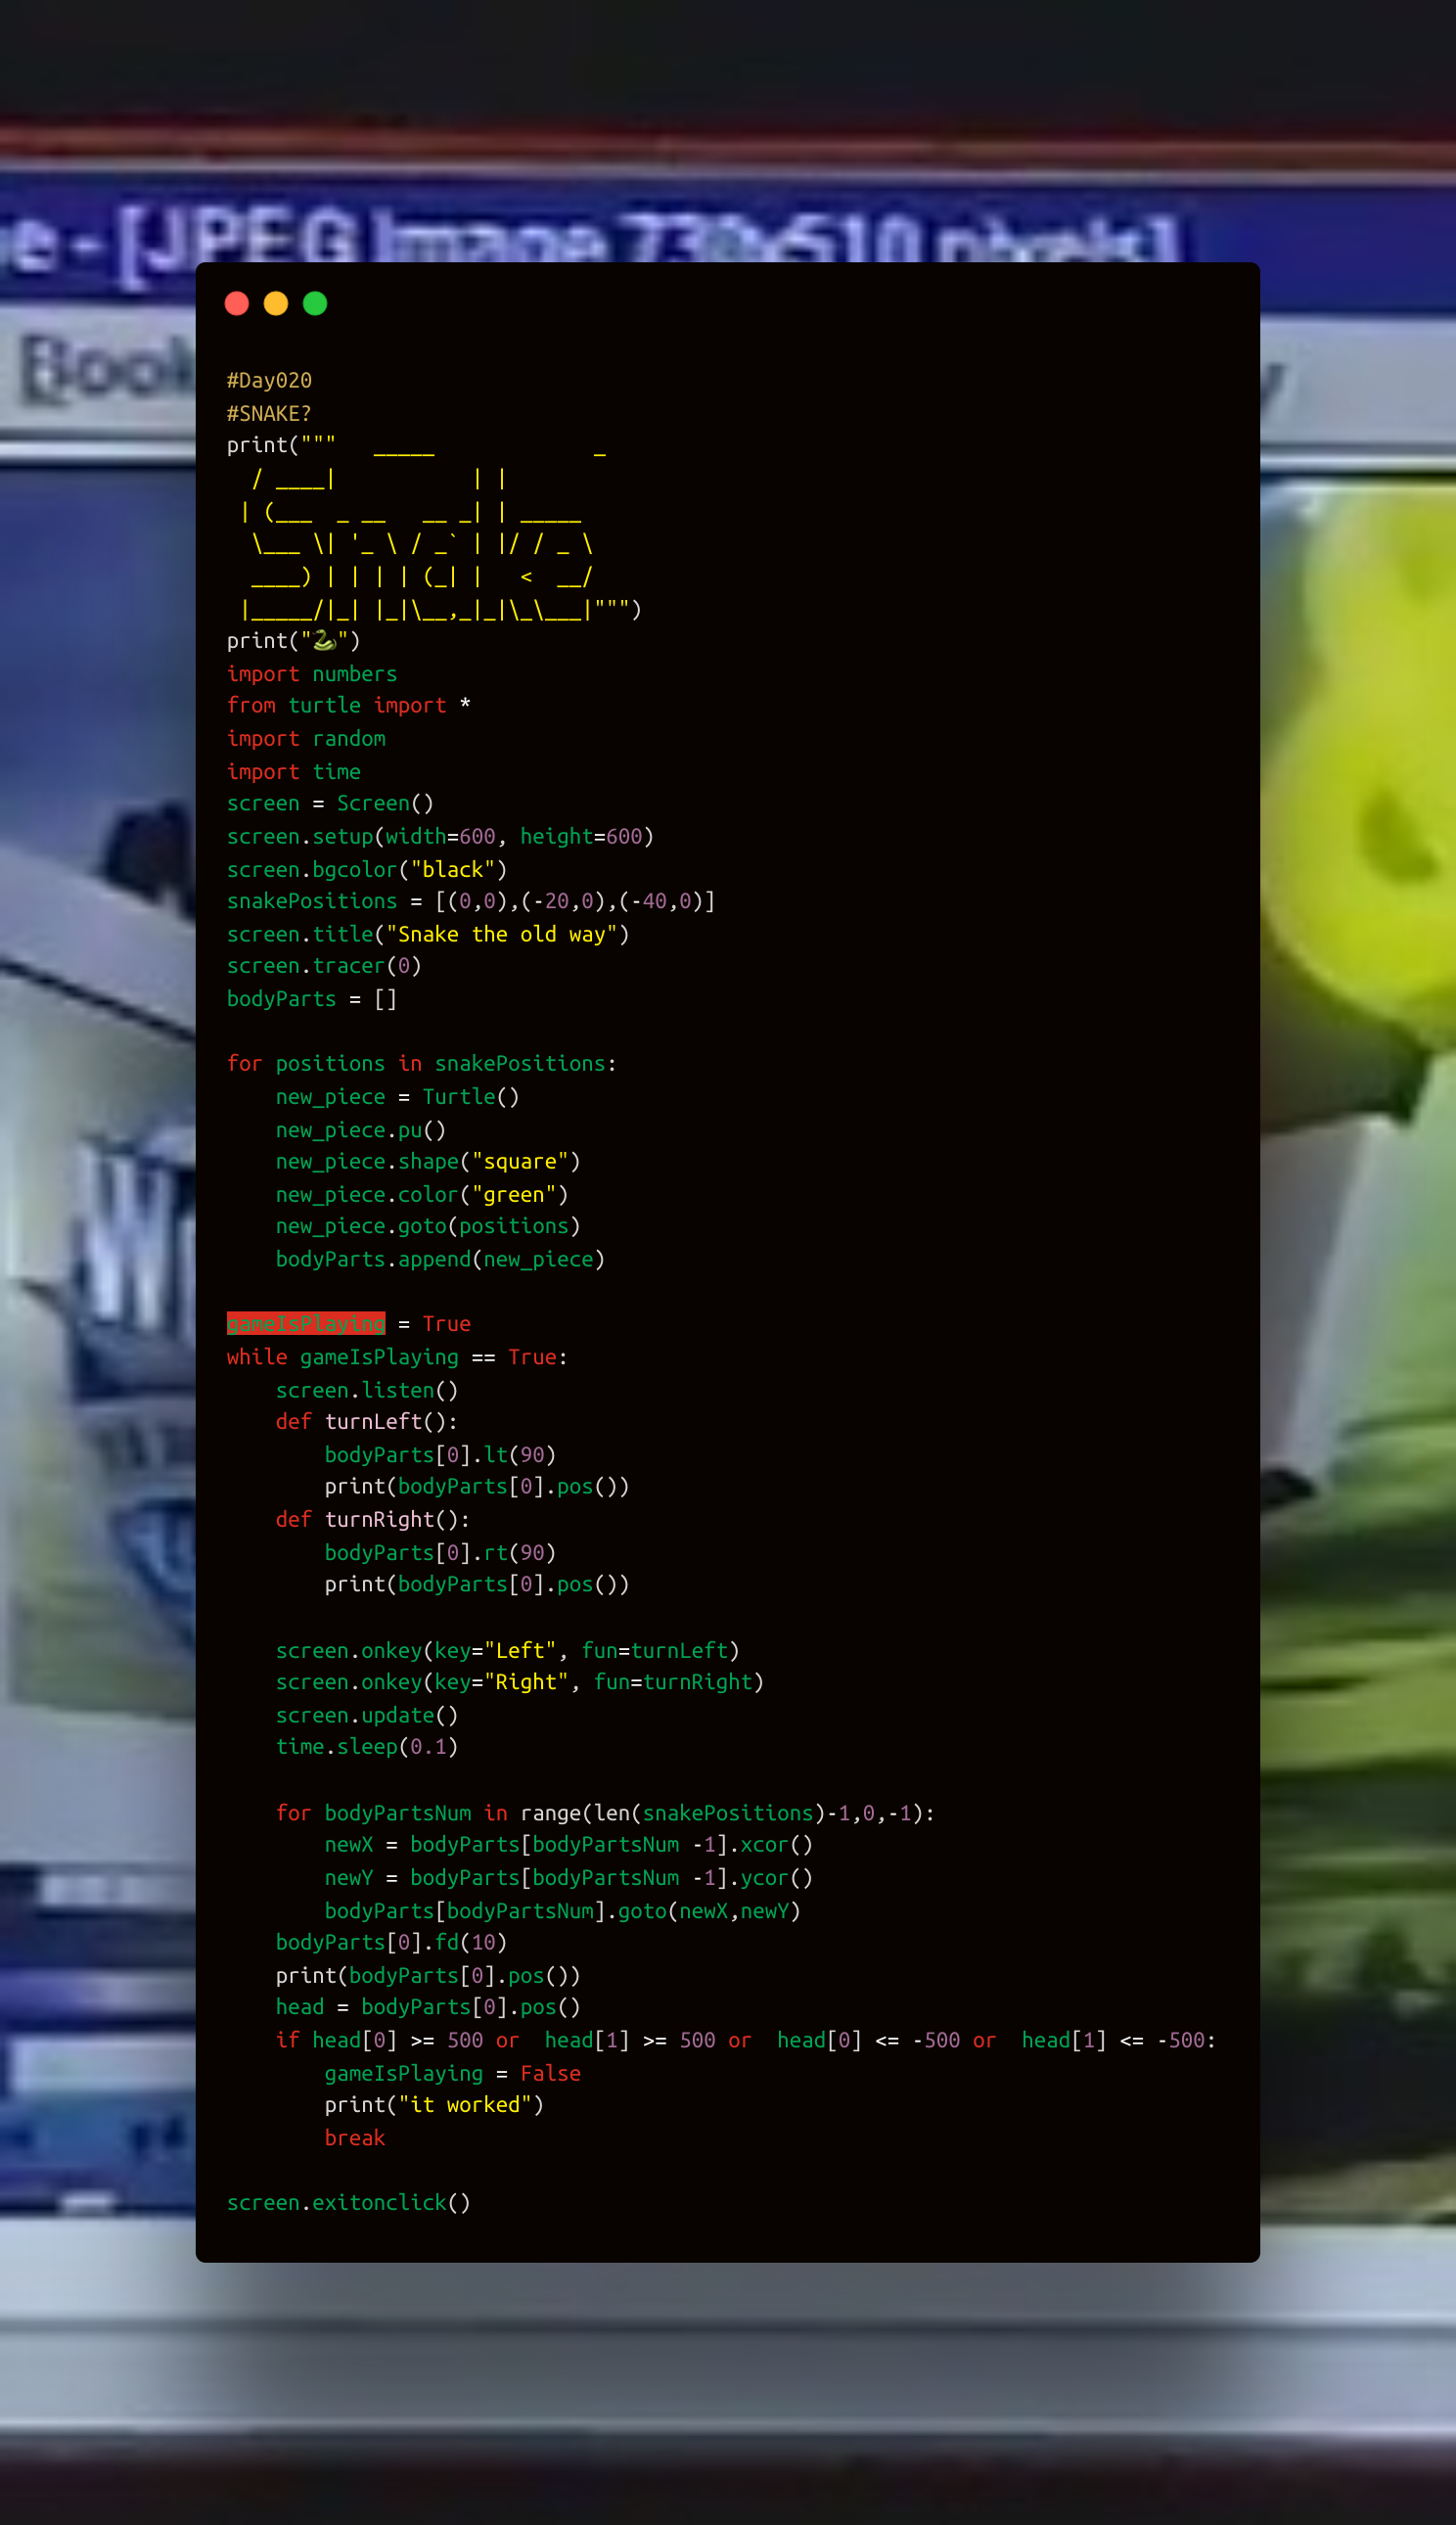 e - [JPEG Image 732x510 pixels]
Book
#Day020
#SNAKE?
print("""   _____             _
  / ____|           | |
 | (___  _ __   __ _| | _____
  \___ \| '_ \ / _` | |/ / _ \
  ____) | | | | (_| |   <  __/
 |_____/|_| |_|\__,_|_|\_\___|""")
print("🐍")
import numbers
from turtle import *
import random
import time
screen = Screen()
screen.setup(width=600, height=600)
screen.bgcolor("black")
snakePositions = [(0,0),(-20,0),(-40,0)]
screen.title("Snake the old way")
screen.tracer(0)
bodyParts = []

for positions in snakePositions:
    new_piece = Turtle()
    new_piece.pu()
    new_piece.shape("square")
    new_piece.color("green")
    new_piece.goto(positions)
    bodyParts.append(new_piece)

gameIsPlaying = True
while gameIsPlaying == True:
    screen.listen()
    def turnLeft():
        bodyParts[0].lt(90)
        print(bodyParts[0].pos())
    def turnRight():
        bodyParts[0].rt(90)
        print(bodyParts[0].pos())

    screen.onkey(key="Left", fun=turnLeft)
    screen.onkey(key="Right", fun=turnRight)
    screen.update()
    time.sleep(0.1)

    for bodyPartsNum in range(len(snakePositions)-1,0,-1):
        newX = bodyParts[bodyPartsNum -1].xcor()
        newY = bodyParts[bodyPartsNum -1].ycor()
        bodyParts[bodyPartsNum].goto(newX,newY)
    bodyParts[0].fd(10)
    print(bodyParts[0].pos())
    head = bodyParts[0].pos()
    if head[0] >= 500 or  head[1] >= 500 or  head[0] <= -500 or  head[1] <= -500:
        gameIsPlaying = False
        print("it worked")
        break

screen.exitonclick()